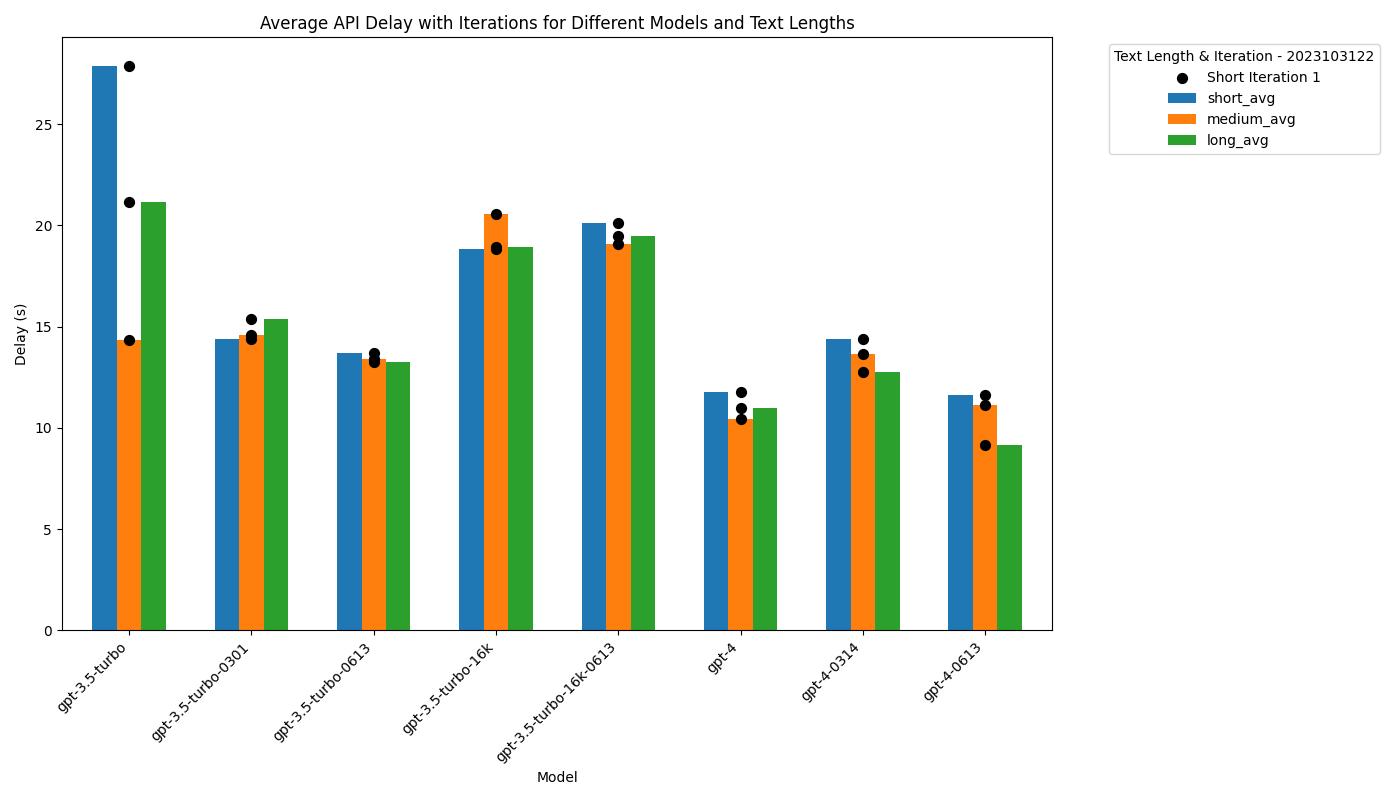 Average API Delay with Iterations for Different Models and Text Lengths
Text Length & Iteration - 2023103122
Short Iteration 1
short_avg
medium_avg
long_avg
Delay (s)
25
20
15
10
5
0
gpt-3.5-turbo
gpt-3.5-turbo-0301
gpt-3.5-turbo-0613
gpt-3.5-turbo-16k
gpt-3.5-turbo-16k-0613
gpt-4
gpt-4-0314
gpt-4-0613
Model